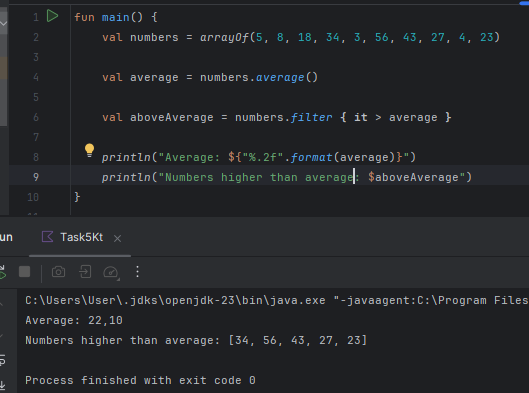 1 fun main() {
2 val numbers = arrayOf(5, 8, 18, 34, 3, 56, 43, 27, 4, 23)
3
4 val average = numbers.average()
5
6 val aboveAverage = numbers.filter { it > average }
7
8 println("Average: ${"%.2f".format(average)}")
9 println("Numbers higher than average: $aboveAverage")
10 }
un Task5Kt
C:\Users\User\.jdks\openjdk-23\bin\java.exe "-javaagent:C:\Program Files
Average: 22,10
Numbers higher than average: [34, 56, 43, 27, 23]
Process finished with exit code 0